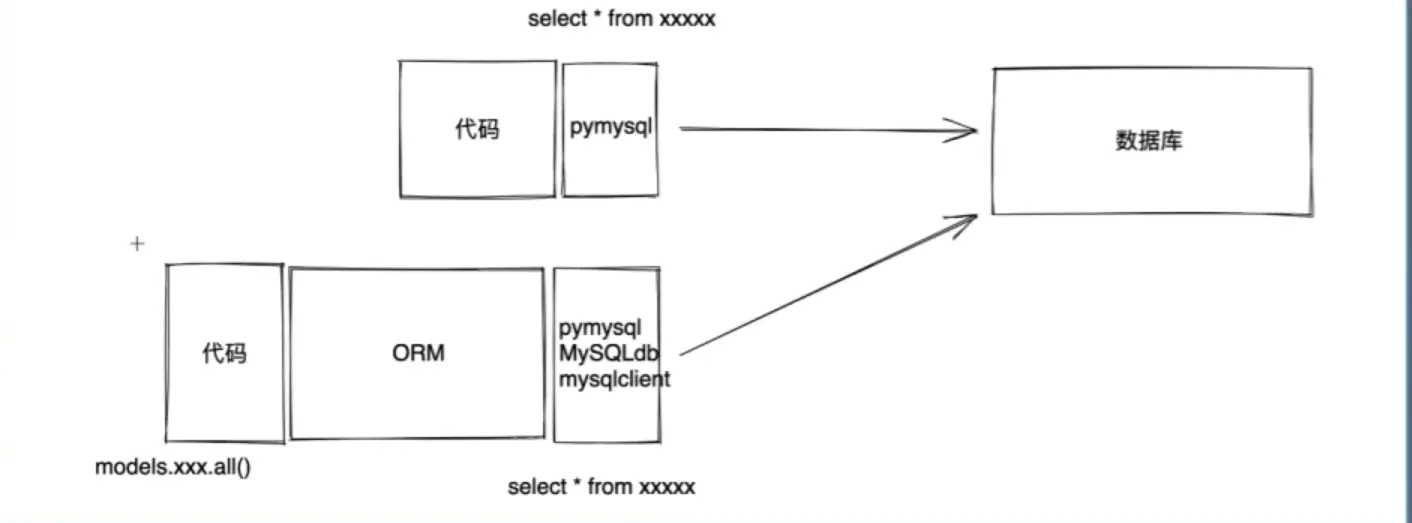 select * from xxxxx
代码
pymysql
数据库
代码
ORM
pymysql
MySQLdb
mysqlclient
models.xxx.all()
select * from xxxxx